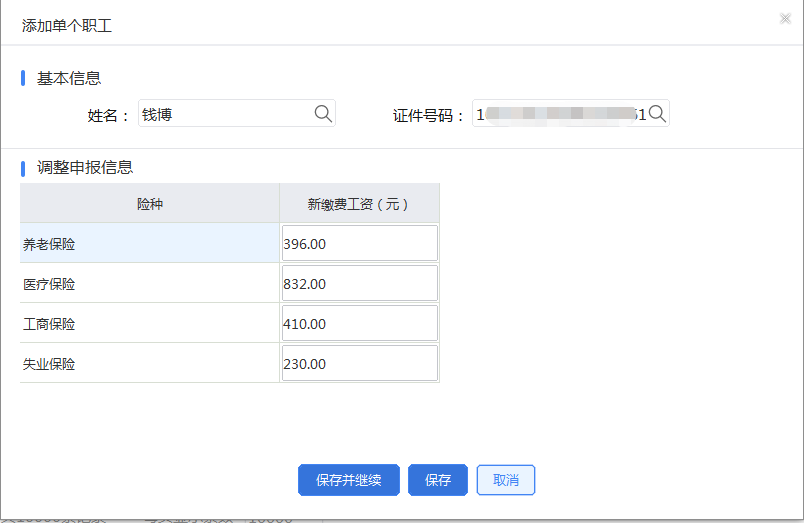 添加单个职工
基本信息
姓名： 钱博 证件号码： 1 51
调整申报信息
险种 新缴费工资（元）
养老保险 396.00
医疗保险 832.00
工商保险 410.00
失业保险 230.00
保存并继续 保存 取消